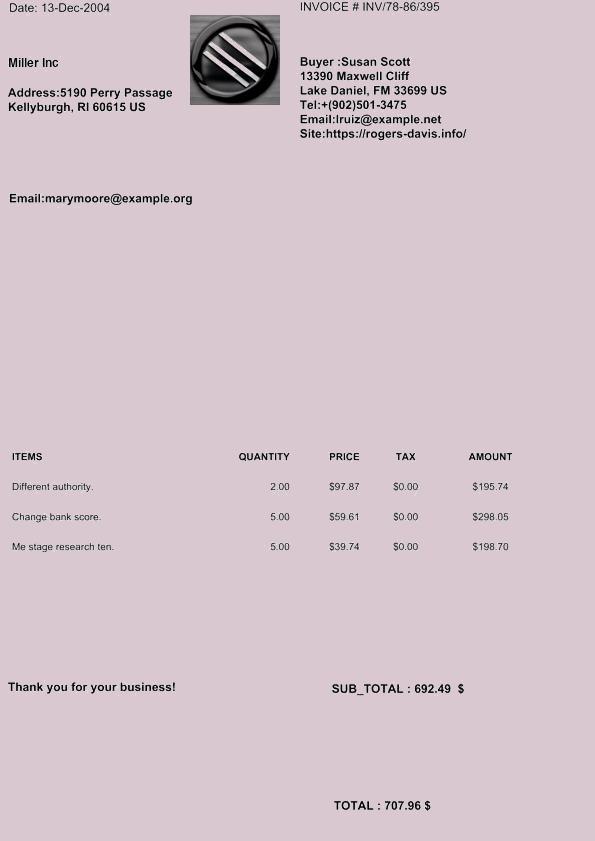 Date: 13-Dec-2004
INVOICE # INV/78-86/395
Miller Inc
Address:5190 Perry Passage
Kellyburgh, RI 60615 US
Buyer :Susan Scott
13390 Maxwell Cliff
Lake Daniel, FM 33699 US
Tel:+(902)501-3475
Email:lruiz@example.net
Site:https://rogers-davis.info/
Email:marymoore@example.org
ITEMS QUANTITY PRICE TAX AMOUNT
Different authority. 2.00 $97.87 $0.00 $195.74
Change bank score. 5.00 $59.61 $0.00 $298.05
Me stage research ten. 5.00 $39.74 $0.00 $198.70
Thank you for your business!
SUB_TOTAL : 692.49 $
TOTAL : 707.96 $